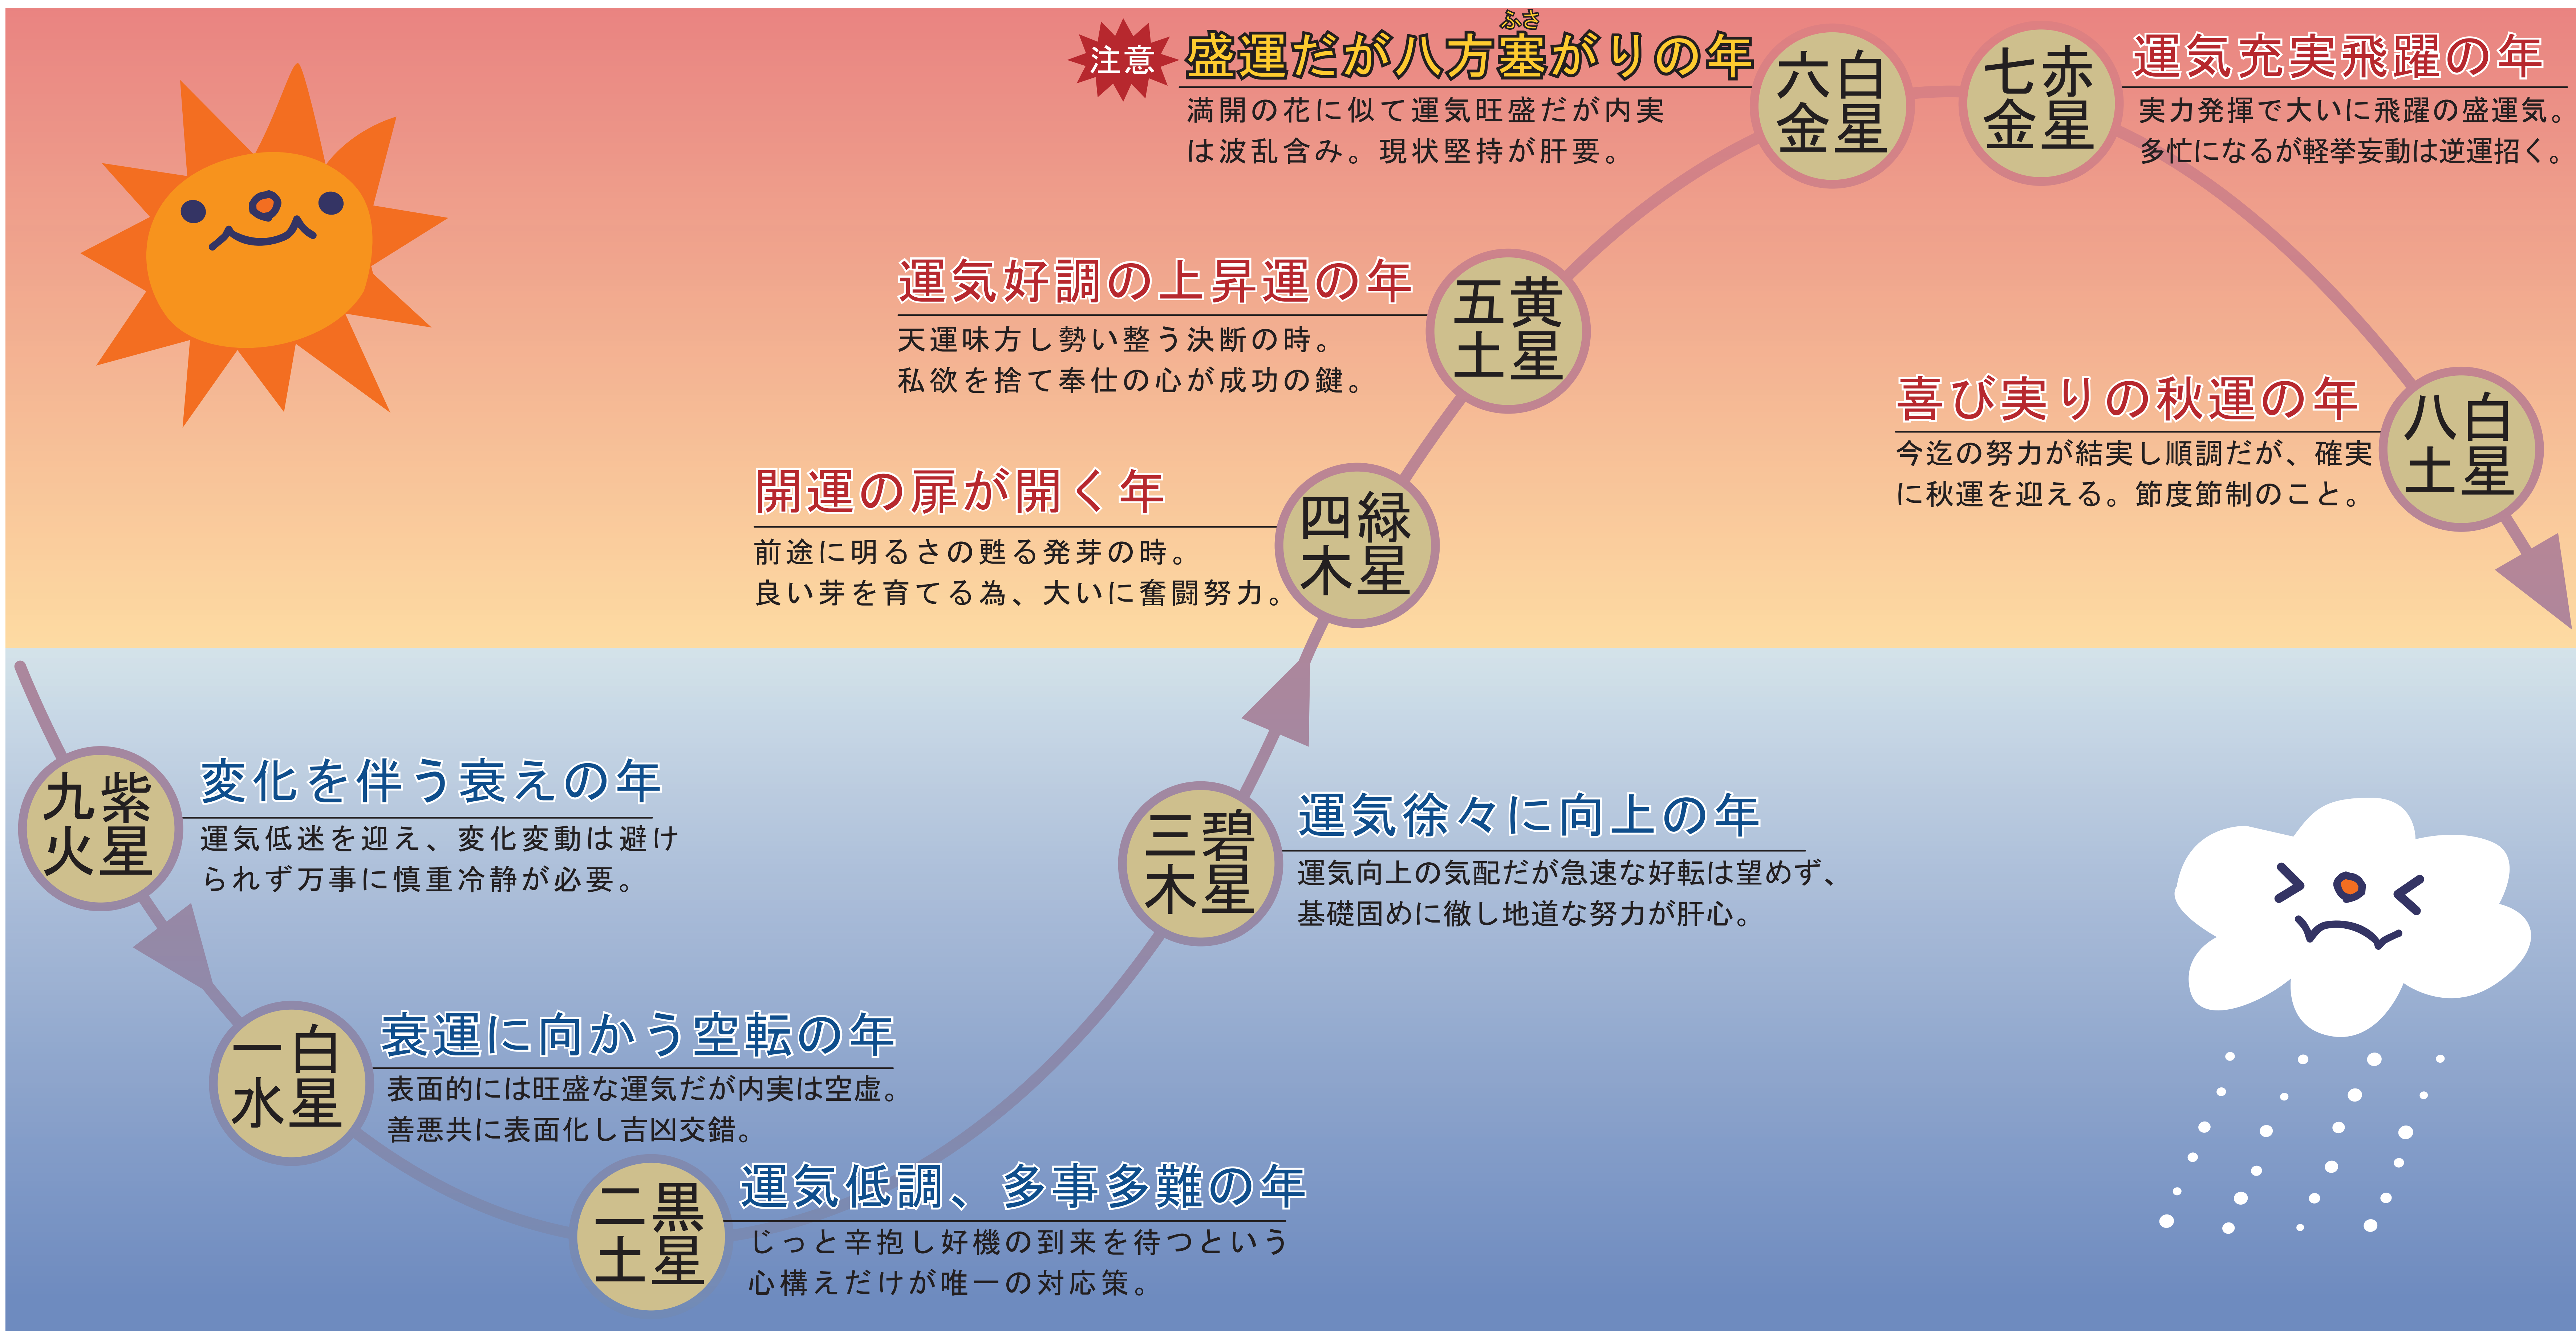 注意
ふさ
盛運だが八方塞がりの年
満開の花に似て運気旺盛だが内実
は波乱含み。現状堅持が肝要。
六白
金星
七赤
金星
運気充実飛躍の年
実力発揮で大いに飛躍の盛運気。
多忙になるが軽挙妄動は逆運招く。
運気好調の上昇運の年
天運味方し勢い整う決断の時。
私欲を捨て奉仕の心が成功の鍵。
五黄
土星
喜び実りの秋運の年
今迄の努力が結実し順調だが、確実
に秋運を迎える。節度節制のこと。
八白
土星
開運の扉が開く年
前途に明るさの甦る発芽の時。
良い芽を育てる為、大いに奮闘努力。
四緑
木星
九紫
火星
変化を伴う衰えの年
運気低迷を迎え、変化変動は避け
られず万事に慎重冷静が必要。
三碧
木星
運気徐々に向上の年
運気向上の気配だが急速な好転は望めず、
基礎固めに徹し地道な努力が肝心。
一白
水星
衰運に向かう空転の年
表面的には旺盛な運気だが内実は空虚。
善悪共に表面化し吉凶交錯。
二黒
土星
運気低調、多事多難の年
じっと辛抱し好機の到来を待つという
心構えだけが唯一の対応策。